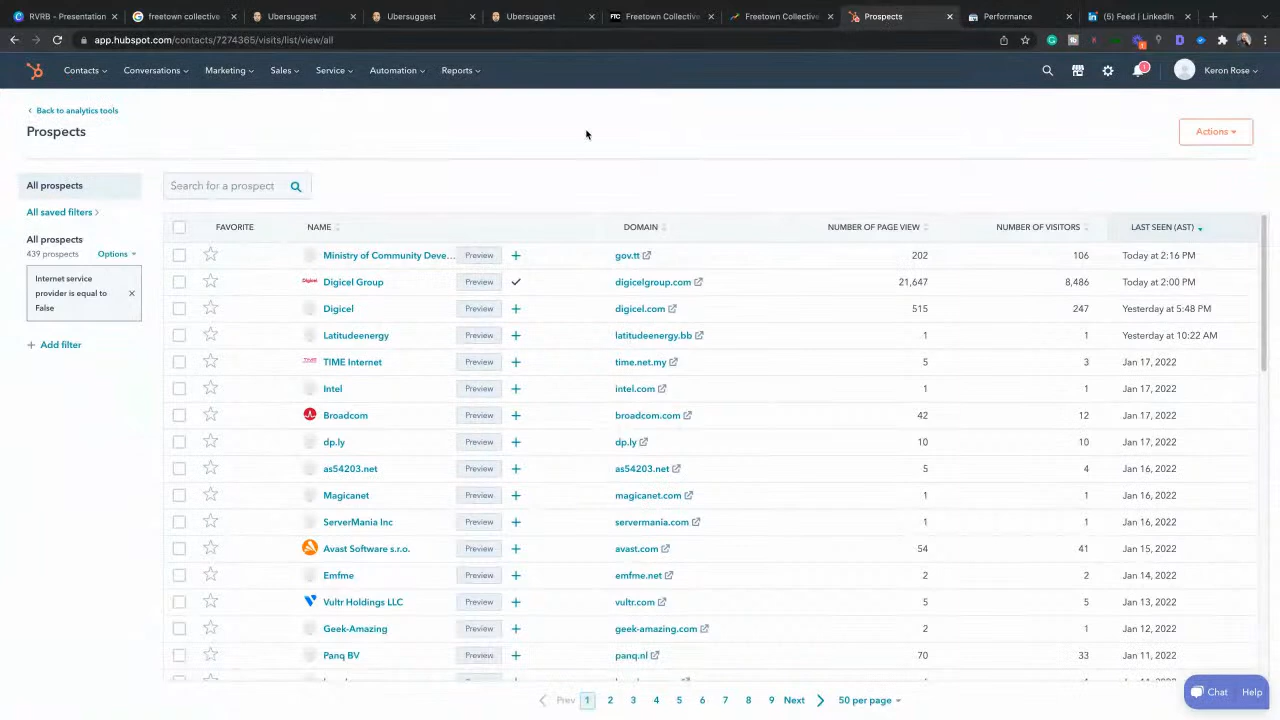 RVRB - Presentation
freetown collective
Ubersuggest
Ubersuggest
Ubersuggest
FTC Freetown Collective
Freetown Collective
Prospects
Performance
(5) Feed | LinkedIn
app.hubspot.com/contacts/7274365/visits/list/view/all
Contacts Conversations Marketing Sales Service Automation Reports 1 Keron Rose
Back to analytics tools
Prospects
Actions
All prospects
All saved filters
All prospects
439 prospects Options
Internet service
provider is equal to
False
+ Add filter
Search for a prospect
FAVORITE NAME DOMAIN NUMBER OF PAGE VIEW NUMBER OF VISITORS LAST SEEN (AST)
Ministry of Community Deve... Preview + gov.tt 202 106 Today at 2:16 PM
Digicel Digicel Group Preview digicelgroup.com 21,647 8,486 Today at 2:00 PM
Digicel Preview + digicel.com 515 247 Yesterday at 5:48 PM
Latitudeenergy Preview + latitudeenergy.bb 1 1 Yesterday at 10:22 AM
TIME TIME Internet Preview + time.net.my 5 3 Jan 17, 2022
Intel Preview + intel.com 1 1 Jan 17, 2022
Broadcom Preview + broadcom.com 42 12 Jan 17, 2022
dp.ly Preview + dp.ly 10 10 Jan 17, 2022
as54203.net Preview + as54203.net 5 4 Jan 16, 2022
Magicanet Preview + magicanet.com 1 1 Jan 16, 2022
ServerMania Inc Preview + servermania.com 1 1 Jan 16, 2022
Avast Software s.r.o. Preview + avast.com 54 41 Jan 15, 2022
Emfme Preview + emfme.net 2 2 Jan 14, 2022
Vultr Holdings LLC Preview + vultr.com 5 5 Jan 13, 2022
Geek-Amazing Preview + geek-amazing.com 2 1 Jan 12, 2022
Panq BV Preview + panq.nl 70 33 Jan 11, 2022
Prev 1 2 3 4 5 6 7 8 9 Next 50 per page
Chat Help